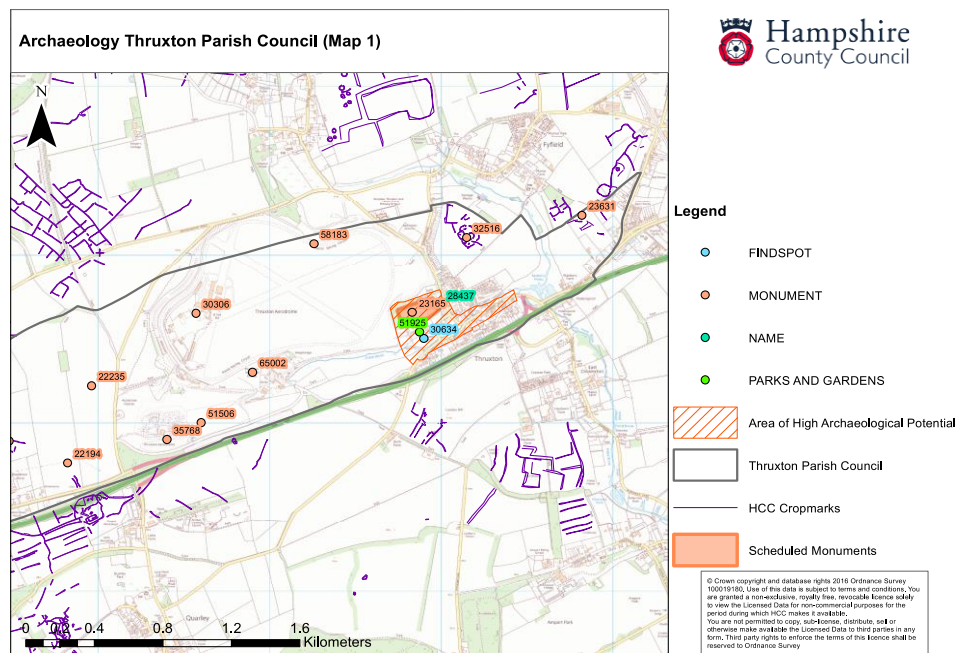 Archaeology Thruxton Parish Council (Map 1)
Hampshire
County Council
N
Fyfield
23631
32516
58183
28437
23165
30306
51925
30634
Thruxton Aerodrome
Thruxton
65002
22235
51506
35768
22194
Quarley
0 0.2 0.4 0.8 1.2 1.6
Kilometers
Legend
FINDSPOT
MONUMENT
NAME
PARKS AND GARDENS
Area of High Archaeological Potential
Thruxton Parish Council
HCC Cropmarks
Scheduled Monuments
© Crown copyright and database rights 2016 Ordnance Survey
100019180. Use of this data is subject to terms and conditions. You
are granted a non-exclusive, royalty free, revocable licence solely
to view the Licensed Data for non-commercial purposes for the
period during which HCC makes it available.
You are not permitted to copy, sub-license, distribute, sell or
otherwise make available the Licensed Data to third parties in any
form. Third party rights to enforce the terms of this licence shall be
reserved to Ordnance Survey